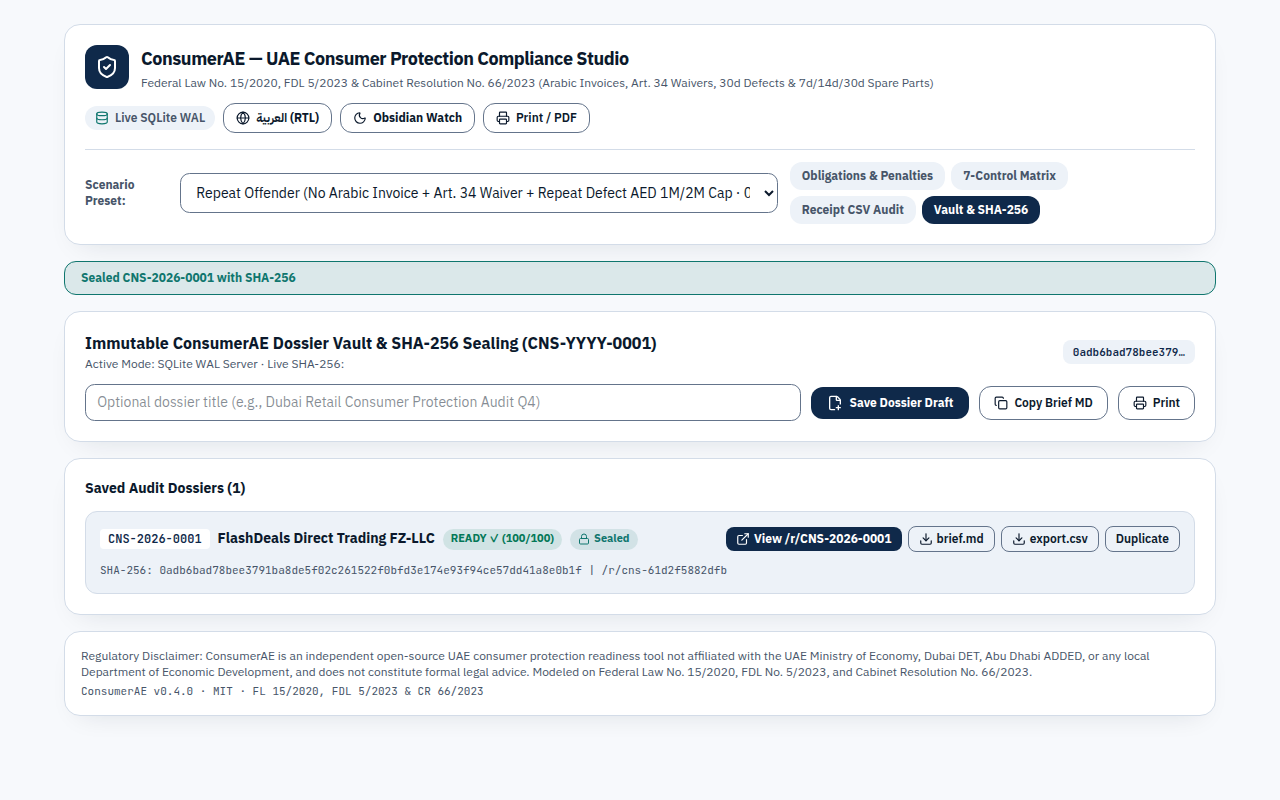 ConsumerAE — UAE Consumer Protection Compliance Studio
Federal Law No. 15/2020, FDL 5/2023 & Cabinet Resolution No. 66/2023 (Arabic Invoices, Art. 34 Waivers, 30d Defects & 7d/14d/30d Spare Parts)
Live SQLite WAL
العربية (RTL)
Obsidian Watch
Print / PDF
Scenario
Preset:
Repeat Offender (No Arabic Invoice + Art. 34 Waiver + Repeat Defect AED 1M/2M Cap ·
Obligations & Penalties
7-Control Matrix
Receipt CSV Audit
Vault & SHA-256
Sealed CNS-2026-0001 with SHA-256
Immutable ConsumerAE Dossier Vault & SHA-256 Sealing (CNS-YYYY-0001)
Active Mode: SQLite WAL Server · Live SHA-256:
0adb6bad78bee379…
Optional dossier title (e.g., Dubai Retail Consumer Protection Audit Q4)
Save Dossier Draft
Copy Brief MD
Print
Saved Audit Dossiers (1)
CNS-2026-0001
FlashDeals Direct Trading FZ-LLC
READY ✓ (100/100)
Sealed
View /r/CNS-2026-0001
brief.md
export.csv
Duplicate
SHA-256: 0adb6bad78bee3791ba8de5f02c261522f0bfd3e174e93f94ce57dd41a8e0b1f | /r/cns-61d2f5882dfb
Regulatory Disclaimer: ConsumerAE is an independent open-source UAE consumer protection readiness tool not affiliated with the UAE Ministry of Economy, Dubai DET, Abu Dhabi ADDED, or any local
Department of Economic Development, and does not constitute formal legal advice. Modeled on Federal Law No. 15/2020, FDL No. 5/2023, and Cabinet Resolution No. 66/2023.
ConsumerAE v0.4.0 · MIT · FL 15/2020, FDL 5/2023 & CR 66/2023